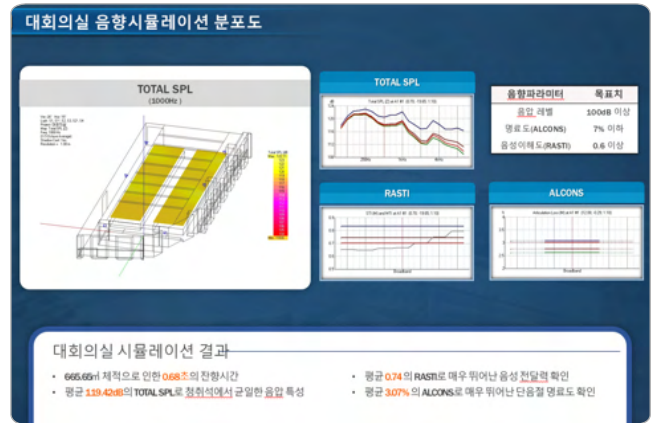 대회의실 음향시뮬레이션 분포도
TOTAL SPL
(1000Hz)
TOTAL SPL
음향파라미터 목표치
음압 레벨 100dB 이상
명료도(ALCONS) 7% 이하
음성이해도(RASTI) 0.6 이상
RASTI
ALCONS
대회의실 시뮬레이션 결과
• 665.65㎥ 체적으로 인한 0.68초의 잔향시간
• 평균 119.42dB의 TOTAL SPL로 청취석에서 균일한 음압 특성
• 평균 0.74 의 RASTI로 매우 뛰어난 음성 전달력 확인
• 평균 3.07% 의 ALCONS로 매우 뛰어난 단음절 명료도 확인